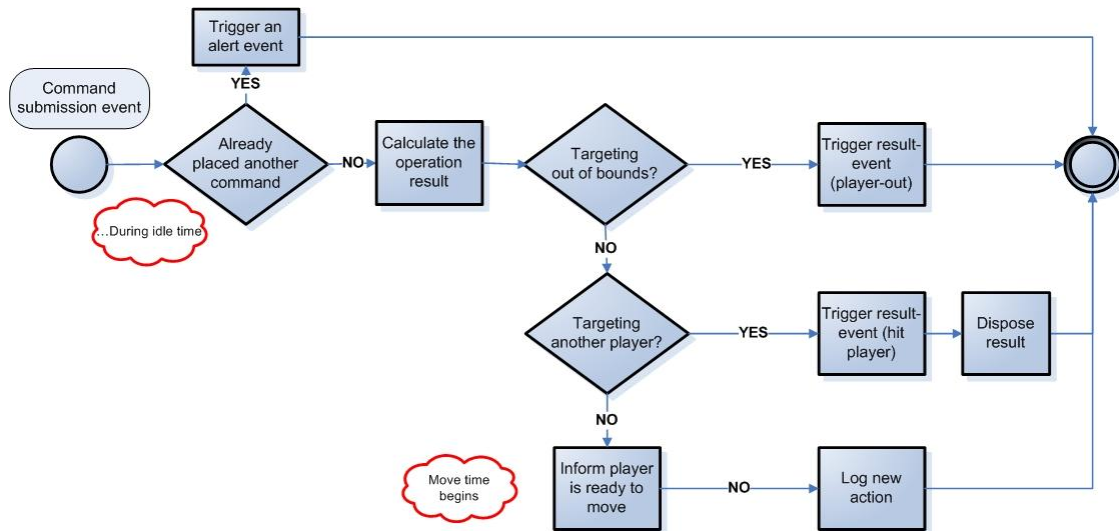 Trigger an
alert event
Command
submission event
YES
Already
placed another
command
NO
Calculate the
operation
result
Targeting
out of bounds?
YES
Trigger result-
event
(player-out)
...During idle time
NO
Targeting
another player?
YES
Trigger result-
event (hit
player)
Dispose
result
NO
Move time
begins
Inform player
is ready to
move
NO
Log new
action